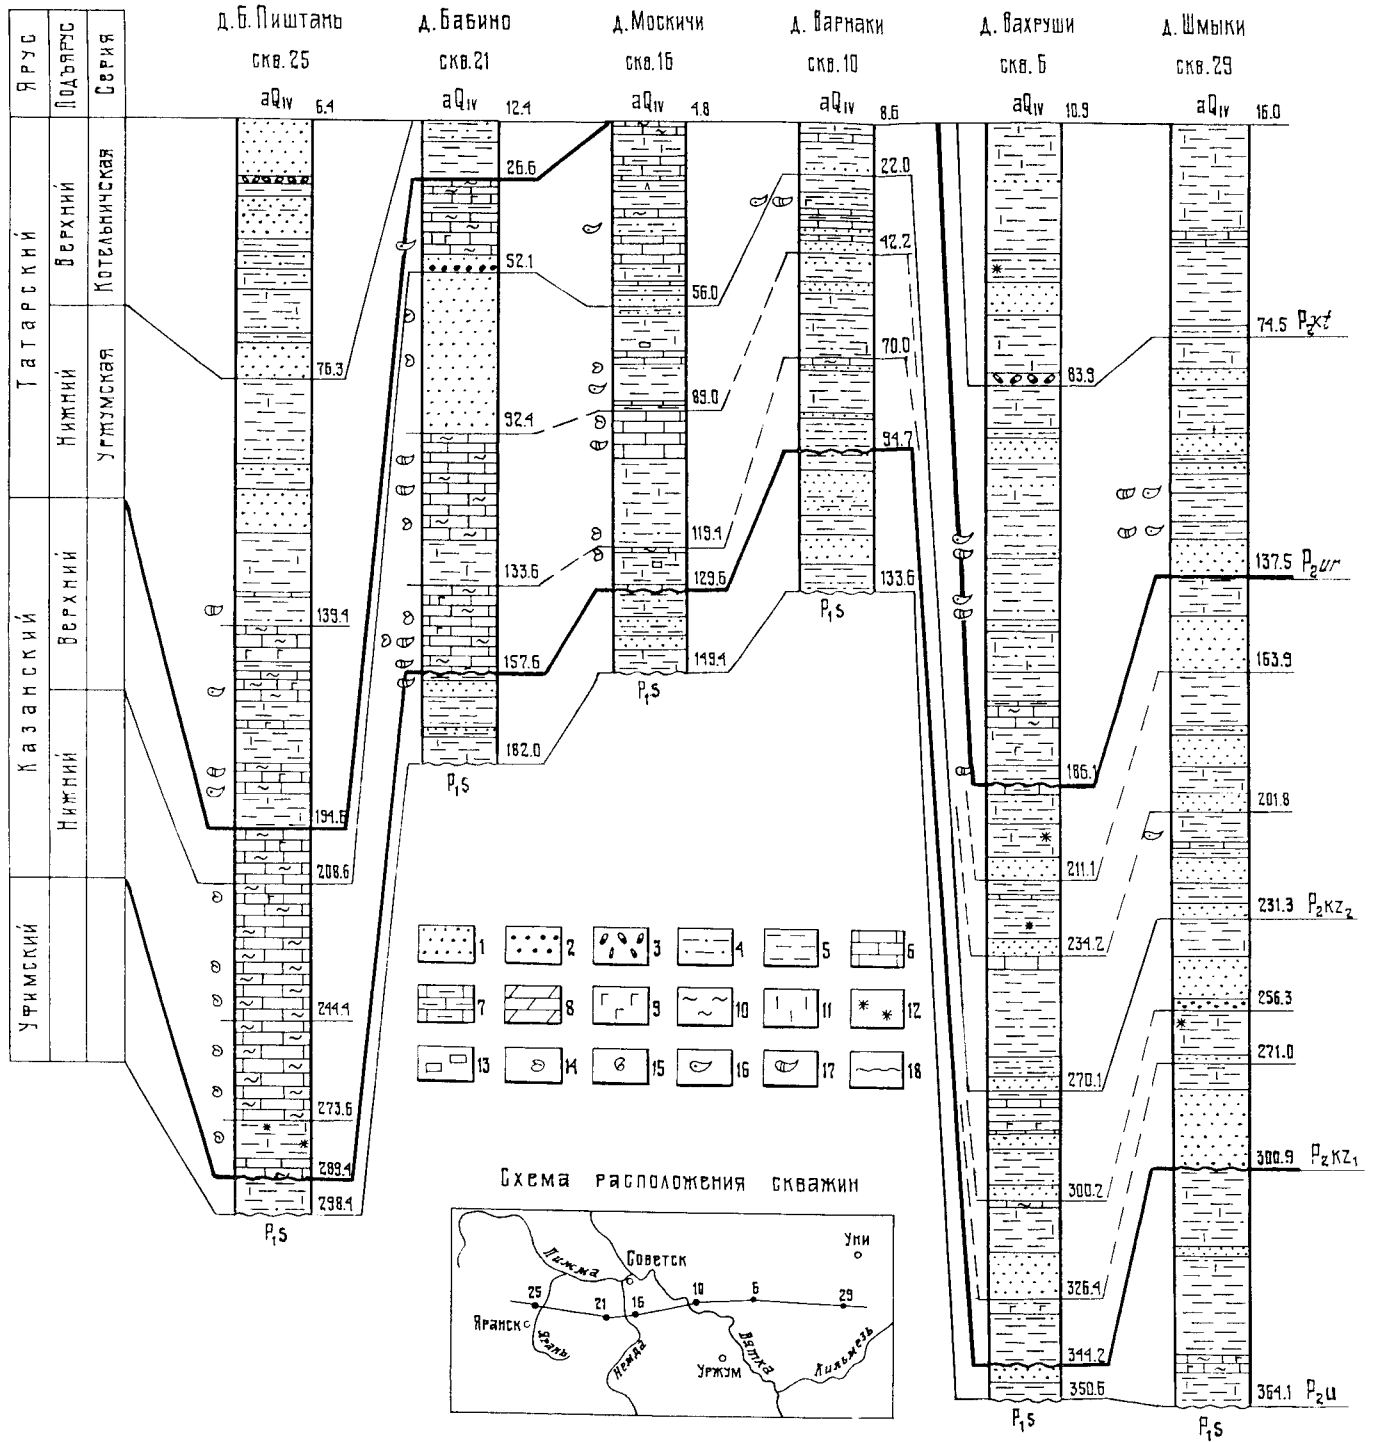 д. Б. Пиштань
скв. 25
аQIV
6.4
д. Бабино
скв. 21
аQIV
12.4
д. Москичи
скв. 16
аQIV
4.8
д. Варнаки
скв. 10
аQIV
8.6
д. Вахруши
скв. 6
аQIV
10.9
д. Шмыки
скв. 29
аQIV
16.0
Ярус
Подъярус
Серия
Татарский
Верхний
Котельничская
Нижний
Уржумская
Казанский
Верхний
Нижний
Уфимский
76.3
139.4
194.6
208.6
244.4
273.6
289.4
298.4
P₁s
26.6
52.1
92.4
133.6
157.6
182.0
P₁s
56.0
89.0
119.4
129.6
149.4
P₁s
22.0
42.2
70.0
94.7
133.6
P₁s
83.9
186.1
211.1
234.2
270.1
300.2
326.4
344.2
350.6
P₁s
74.5 P₂kt
137.5 P₂ur
163.9
201.8
231.3 P₂kz₂
256.3
271.0
300.9 P₂kz₁
364.1 P₂u
P₁s
1 2 3 4 5 6
7 8 9 10 11 12
13 14 15 16 17 18
Схема расположения скважин
Пижма
Советск
Уни
25
21
16
10
6
29
Яранск
Ярань
Немда
Уржум
Вятка
Кильмезь